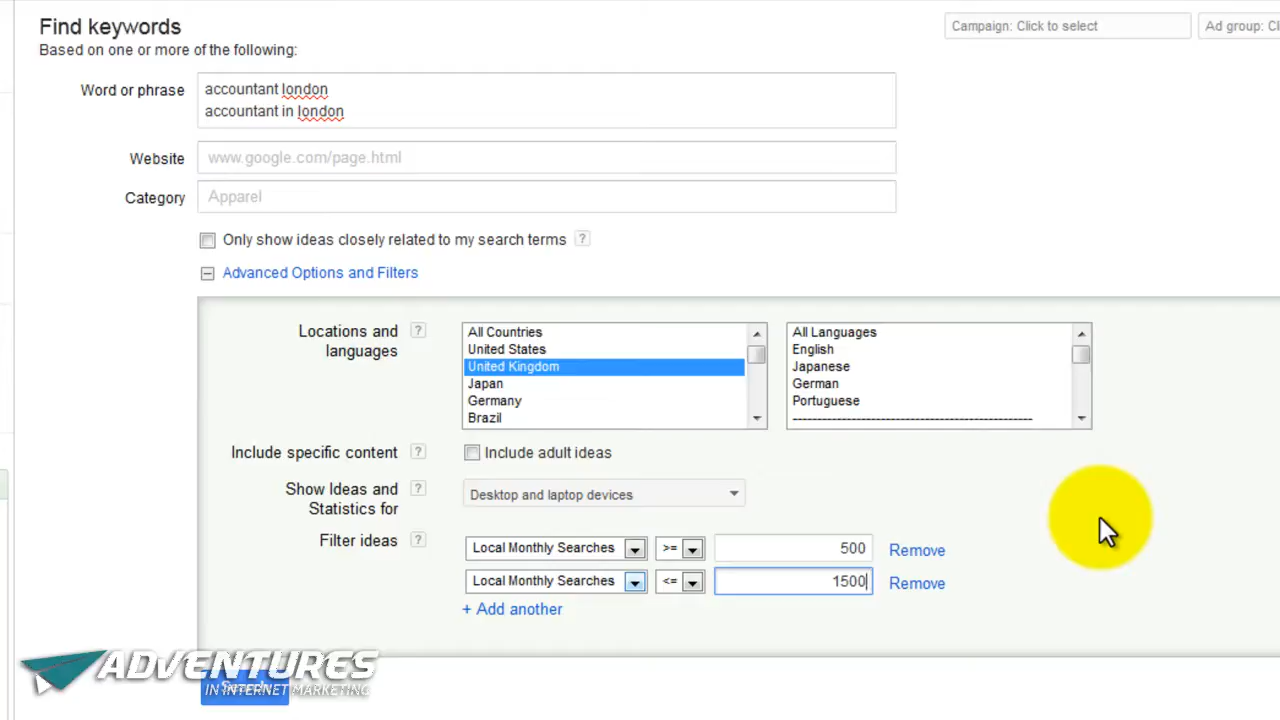 Find keywords
Campaign: Click to select
Ad group:
Based on one or more of the following:
Word or phrase
accountant london
accountant in london
Website
www.google.com/page.html
Category
Apparel
Only show ideas closely related to my search terms ?
Advanced Options and Filters
Locations and
languages
?
All Countries
United States
United Kingdom
Japan
Germany
Brazil
All Languages
English
Japanese
German
Portuguese
Include specific content ? Include adult ideas
Show Ideas and
Statistics for
?
Desktop and laptop devices
Filter ideas ?
Local Monthly Searches >= 500 Remove
Local Monthly Searches <= 1500 Remove
+ Add another
ADVENTURES
IN INTERNET MARKETING